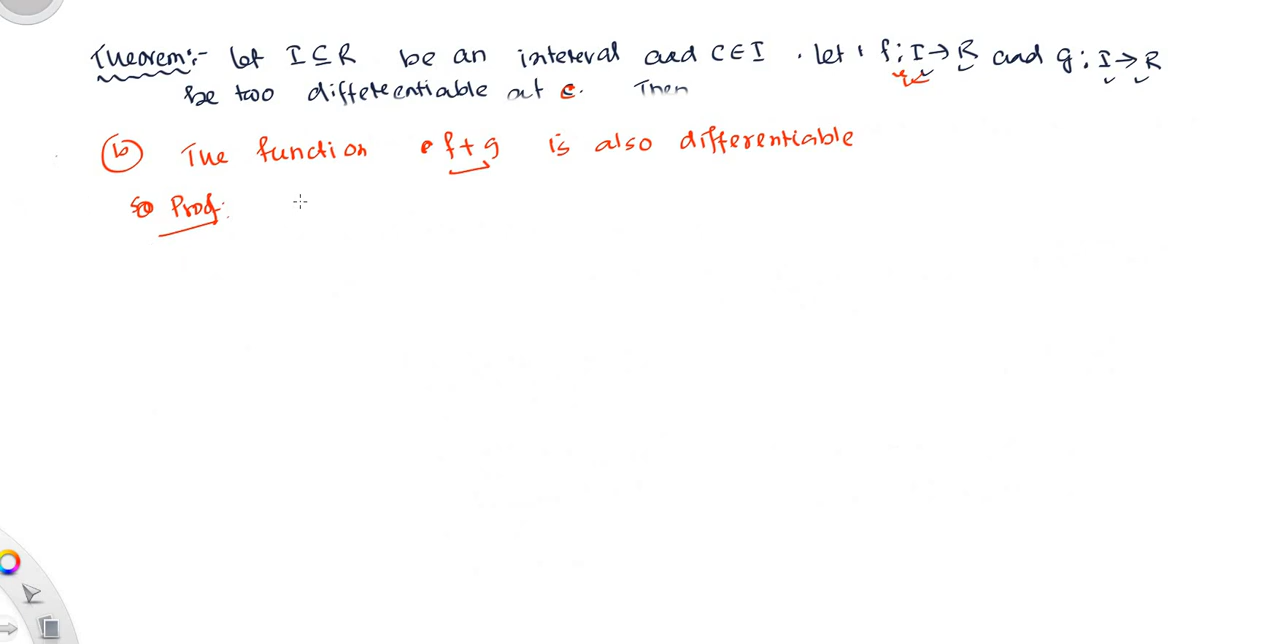 Theorem:- let I ⊆ R be an interval and C ∈ I . let f: I → R and g: I → R
be two differentiable at c. Then
(b) The function f+g is also differentiable
Proof: